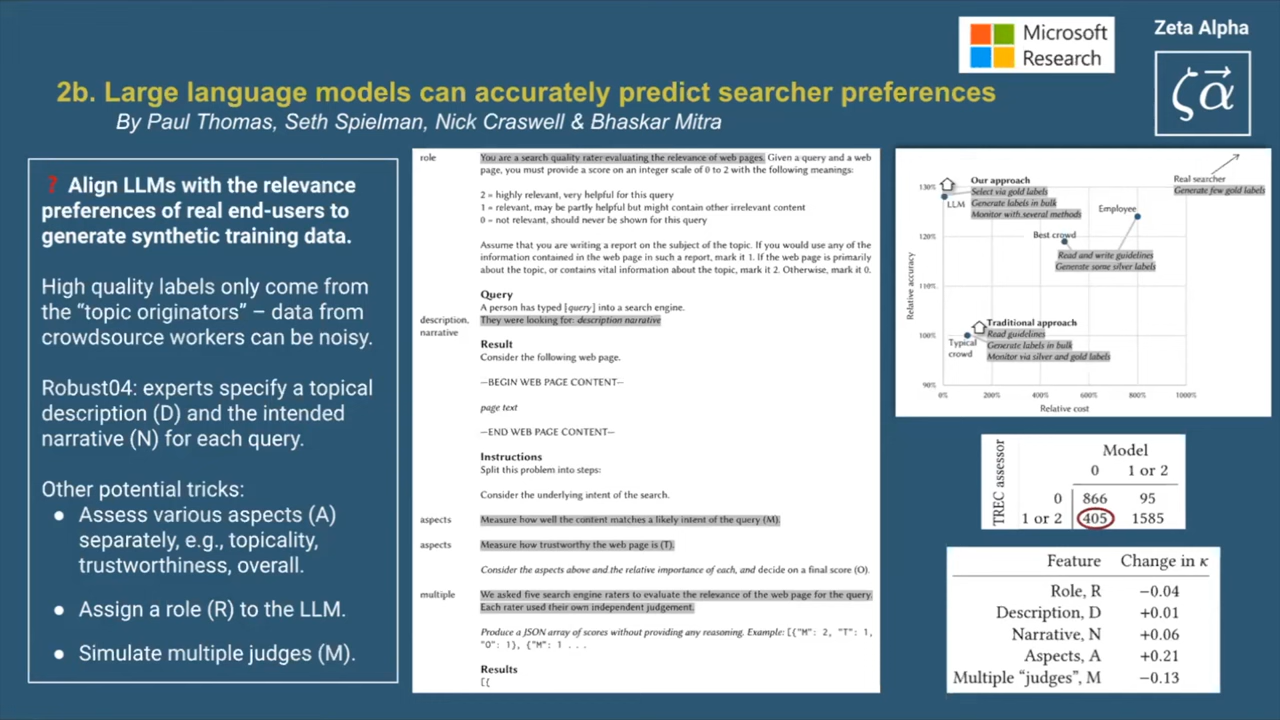 Microsoft
Research
Zeta Alpha
ζα
2b. Large language models can accurately predict searcher preferences
By Paul Thomas, Seth Spielman, Nick Craswell & Bhaskar Mitra
❓ Align LLMs with the relevance
preferences of real end-users to
generate synthetic training data.
High quality labels only come from
the “topic originators” – data from
crowdsource workers can be noisy.
Robust04: experts specify a topical
description (D) and the intended
narrative (N) for each query.
Other potential tricks:
● Assess various aspects (A)
separately, e.g., topicality,
trustworthiness, overall.
● Assign a role (R) to the LLM.
● Simulate multiple judges (M).
role You are a search quality rater evaluating the relevance of web pages. Given a query and a web
page, you must provide a score on an integer scale of 0 to 2 with the following meanings:
2 = highly relevant, very helpful for this query
1 = relevant, may be partly helpful but might contain other irrelevant content
0 = not relevant, should never be shown for this query
Assume that you are writing a report on the subject of the topic. If you would use any of the
information contained in the web page in such a report, mark it 1. If the web page is primarily
about the topic, or contains vital information about the topic, mark it 2. Otherwise, mark it 0.
Query
A person has typed [query] into a search engine.
description, They were looking for: description narrative
narrative
Result
Consider the following web page.
—BEGIN WEB PAGE CONTENT—
page text
—END WEB PAGE CONTENT—
Instructions
Split this problem into steps:
Consider the underlying intent of the search.
aspects Measure how well the content matches a likely intent of the query (M).
aspects Measure how trustworthy the web page is (T).
Consider the aspects above and the relative importance of each, and decide on a final score (O).
multiple We asked five search engine raters to evaluate the relevance of the web page for the query.
Each rater used their own independent judgement.
Produce a JSON array of scores without providing any reasoning. Example: [{"M": 2, "T": 1,
"O": 1}, {"M": 1 . . .
Results
[{
Relative accuracy
130%
120%
110%
100%
90%
0% 200% 400% 600% 800% 1000%
Relative cost
Our approach
Select via gold labels
Generate labels in bulk
Monitor with several methods
LLM
Real searcher
Generate few gold labels
Employee
Best crowd
Read and write guidelines
Generate some silver labels
Traditional approach
Read guidelines
Generate labels in bulk
Monitor via silver and gold labels
Typical
crowd
TREC assessor
Model
0 1 or 2
0 866 95
1 or 2 405 1585
Feature Change in κ
Role, R −0.04
Description, D +0.01
Narrative, N +0.06
Aspects, A +0.21
Multiple “judges”, M −0.13